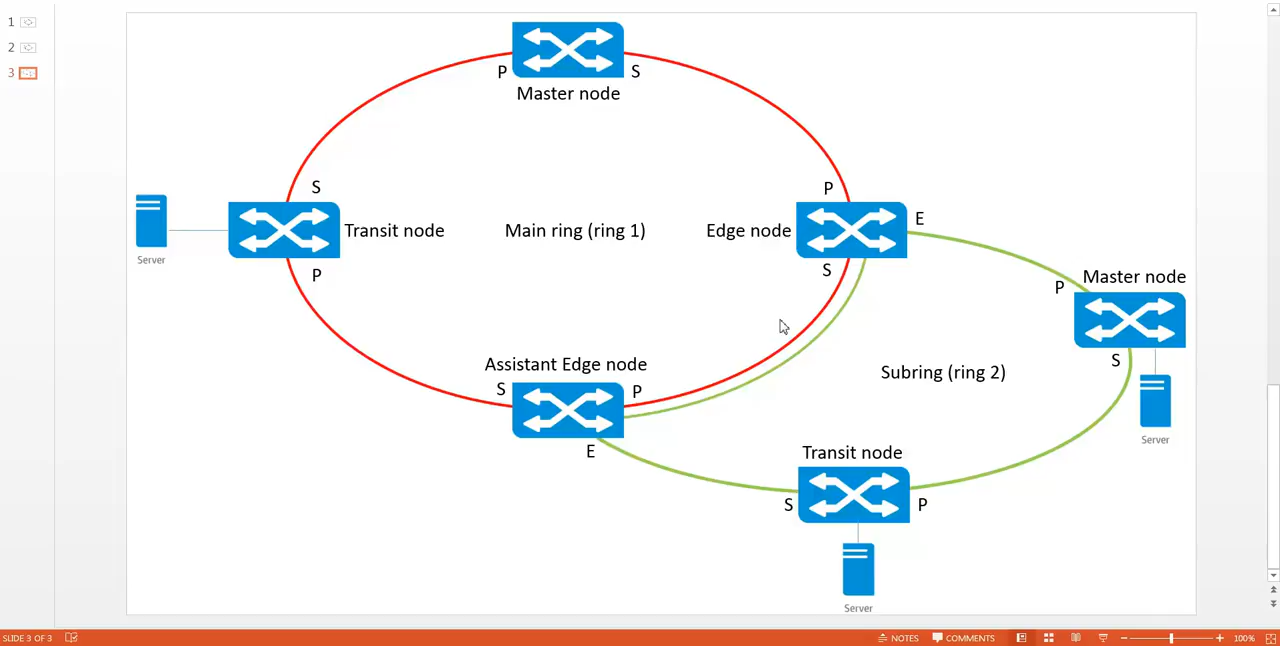 1
2
3
P
S
Master node
S
P
Server
Transit node
Main ring (ring 1)
Edge node
E
P
S
Master node
P
Assistant Edge node
S
P
Subring (ring 2)
S
Server
E
Transit node
S
P
Server
SLIDE 3 OF 3
NOTES
COMMENTS
100%